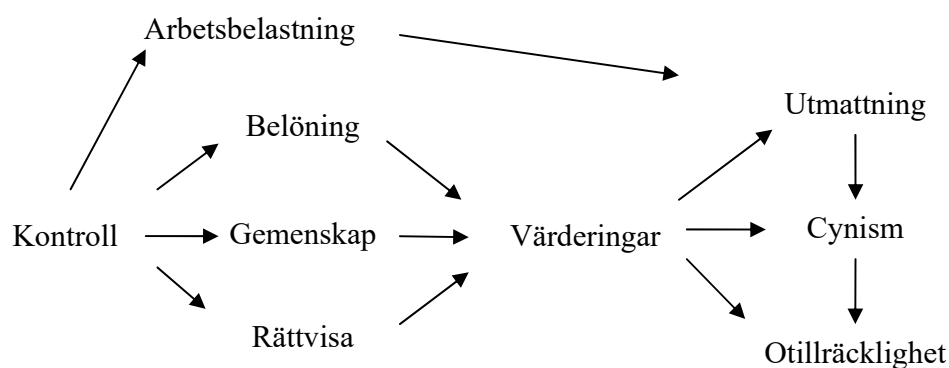 Arbetsbelastning
Utmattning
Belöning
Kontroll
Gemenskap
Värderingar
Cynism
Rättvisa
Otillräcklighet